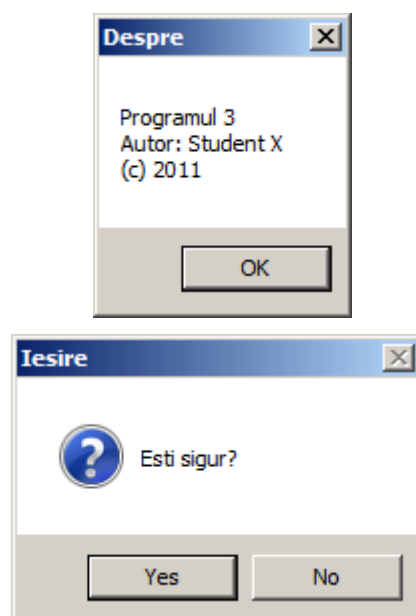 Despre
Programul 3
Autor: Student X
(c) 2011
OK
Iesire
Esti sigur?
Yes
No